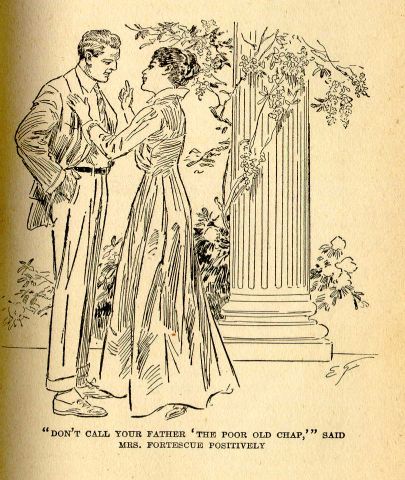 "DON'T CALL YOUR FATHER 'THE POOR OLD CHAP,'" SAID
MRS. FORTESCUE POSITIVELY